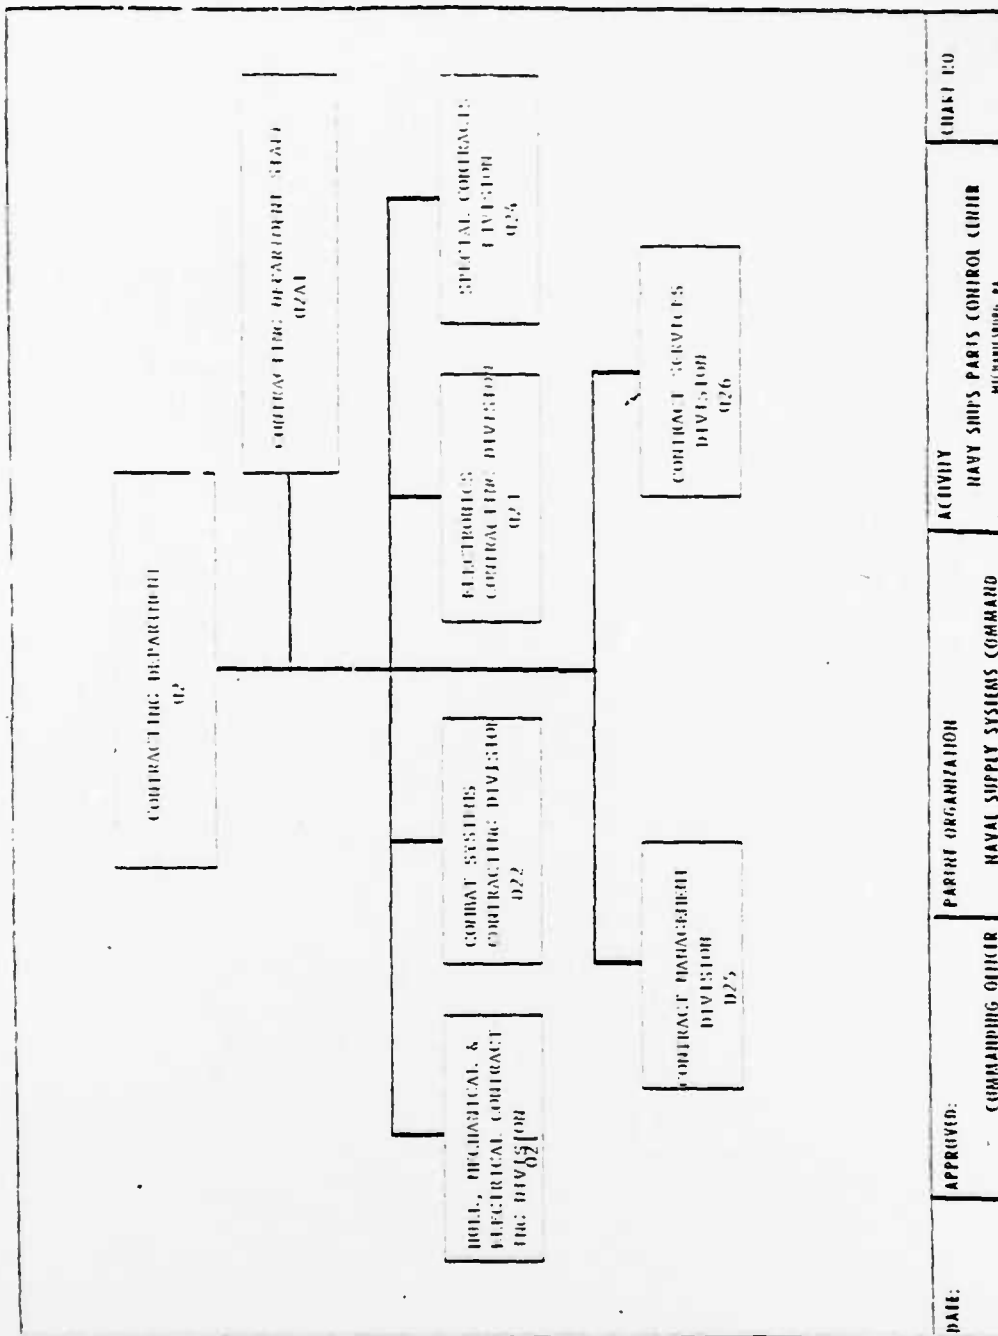 CONTRACTING DEPARTMENT
02
CONTRACTING DEPARTMENT STAFF
02A1
HULL, MECHANICAL &
ELECTRICAL CONTRACT
ING DIVISION
021
COMBAT SYSTEMS
CONTRACTING DIVISION
022
ELECTRONICS
CONTRACTING DIVISION
SPECIAL CONTRACTS
DIVISION
024
CONTRACT MANAGEMENT
DIVISION
025
CONTRACT SERVICES
DIVISION
026
DATE:
APPROVED:
COMMANDING OFFICER
PARENT ORGANIZATION
NAVAL SUPPLY SYSTEMS COMMAND
ACTIVITY
NAVY SHIPS PARTS CONTROL CENTER
MECHANICSBURG PA
CHART NO